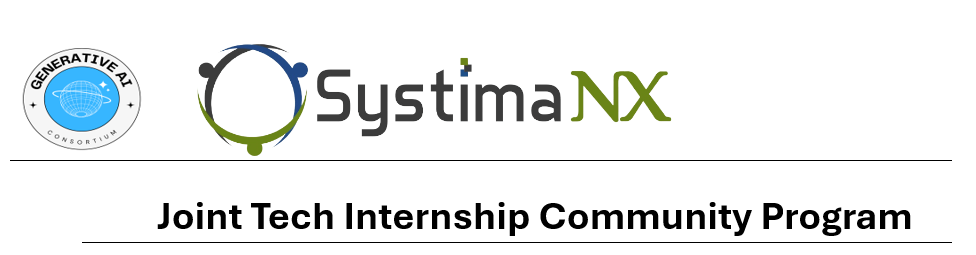 GENERATIVE AI
CONSORTIUM
SystimaNX
Joint Tech Internship Community Program